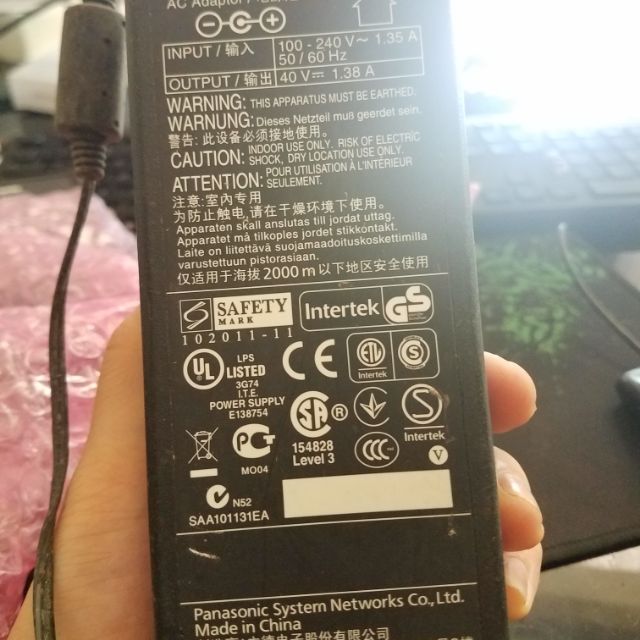 AC Adaptor /
INPUT / 输入 100 - 240 V~ 1.35 A
50 / 60 Hz
OUTPUT / 输出 40 V⎓ 1.38 A
WARNING: THIS APPARATUS MUST BE EARTHED.
WARNUNG: Dieses Netzteil muß geerdet sein.
警告: 此设备必须接地使用。
CAUTION: INDOOR USE ONLY. RISK OF ELECTRIC
SHOCK, DRY LOCATION USE ONLY.
ATTENTION: POUR UTILISATION À L'INTÉRIEUR
SEULEMENT.
注意: 室内专用
为防止触电,请在干燥环境下使用。
Apparaten skall anslutas till jordat uttag.
Apparatet må tilkoples jordet stikkontakt.
Laite on liitettävä suojamaadoituskoskettimilla
varustettuun pistorasiaan.
仅适用于海拔 2000 m 以下地区安全使用
S SAFETY MARK
Intertek GS
102011-11
UL LPS
LISTED
3G74
I.T.E.
POWER SUPPLY
E138754
CE
ETL Intertek
S
SA ®
154828
Level 3
S Intertek
PCT
MO04
CCC
V
N52
SAA101131EA
Panasonic System Networks Co., Ltd.
Made in China